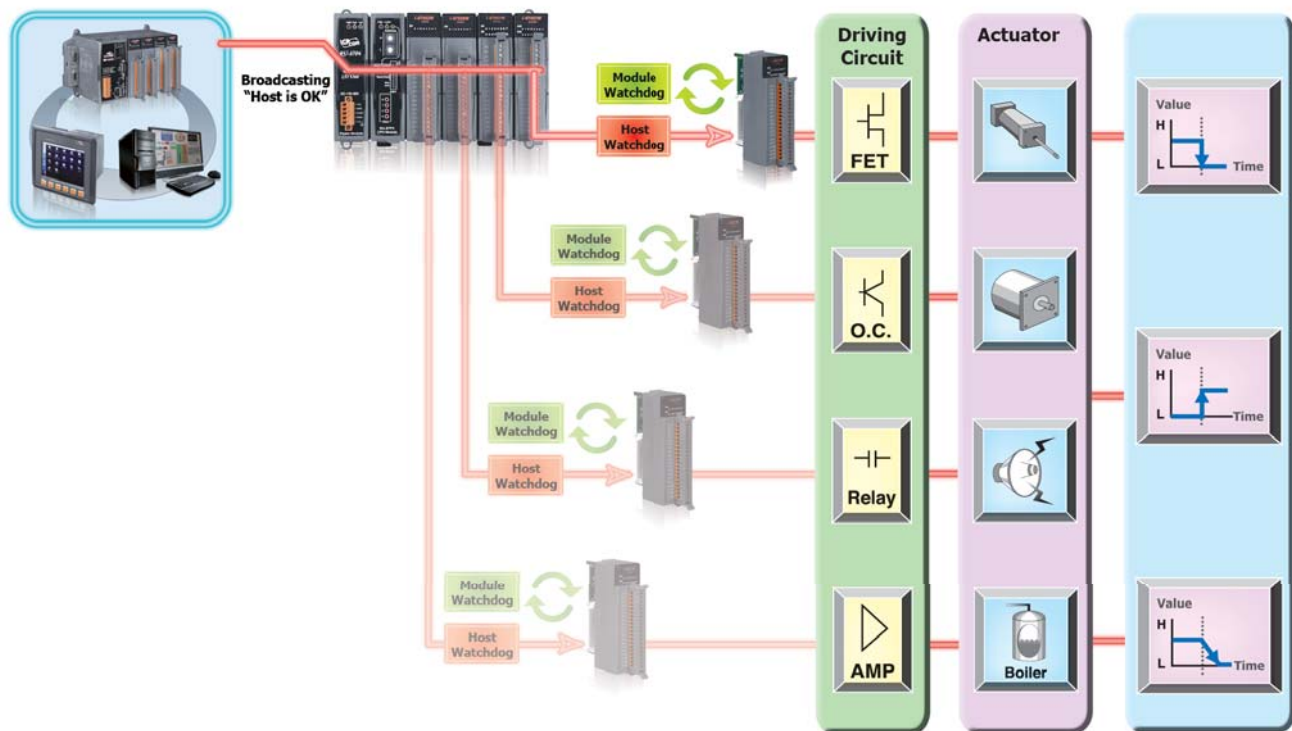 Broadcasting
“Host is OK”
Module
Watchdog
Host
Watchdog
Module
Watchdog
Host
Watchdog
Module
Watchdog
Host
Watchdog
Module
Watchdog
Host
Watchdog
Driving
Circuit
FET
O.C.
Relay
AMP
Actuator
Boiler
Value
H
L
Time
Value
H
L
Time
Value
H
L
Time